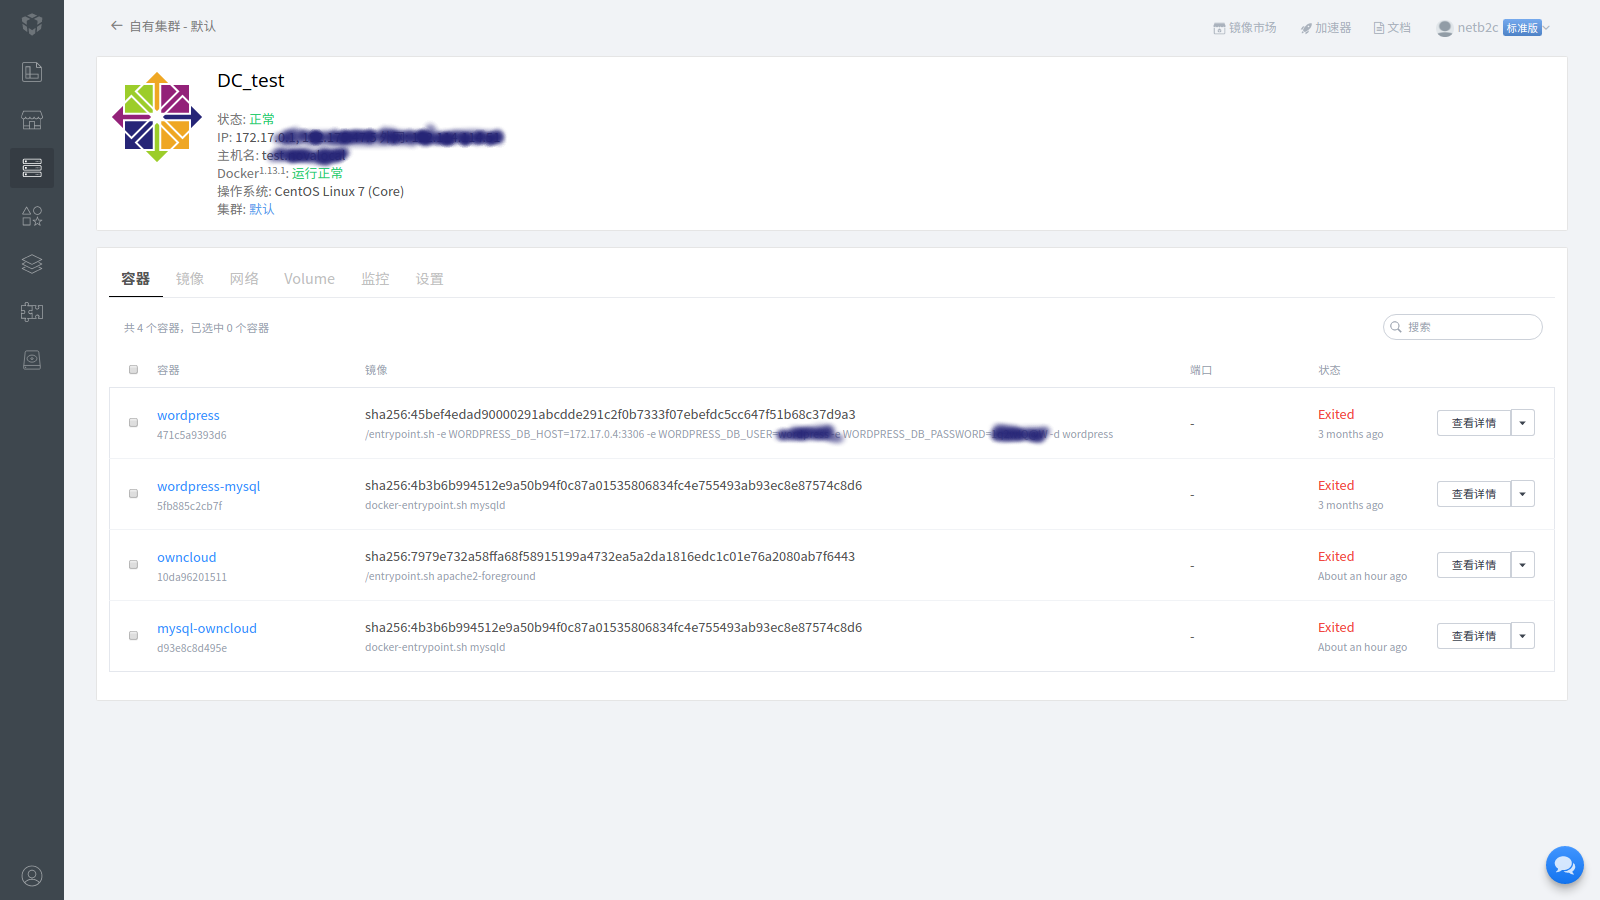 自有集群 - 默认
镜像市场 加速器 文档 netb2c 标准版
DC_test
状态: 正常
IP: 172.17.0.1,
主机名:
Docker1.13.1: 运行正常
操作系统: CentOS Linux 7 (Core)
集群: 默认
容器 镜像 网络 Volume 监控 设置
共 4 个容器，已选中 0 个容器
搜索
容器 镜像 端口 状态
wordpress sha256:45bef4edad90000291abcdde291c2f0b7333f07ebefdc5cc647f51b68c37d9a3 - Exited 查看详情
471c5a9393d6 /entrypoint.sh -e WORDPRESS_DB_HOST=172.17.0.4:3306 -e WORDPRESS_DB_USER= -e WORDPRESS_DB_PASSWORD= -d wordpress 3 months ago
wordpress-mysql sha256:4b3b6b994512e9a50b94f0c87a01535806834fc4e755493ab93ec8e87574c8d6 - Exited 查看详情
5fb885c2cb7f docker-entrypoint.sh mysqld 3 months ago
owncloud sha256:7979e732a58ffa68f58915199a4732ea5a2da1816edc1c01e76a2080ab7f6443 - Exited 查看详情
10da96201511 /entrypoint.sh apache2-foreground About an hour ago
mysql-owncloud sha256:4b3b6b994512e9a50b94f0c87a01535806834fc4e755493ab93ec8e87574c8d6 - Exited 查看详情
d93e8c8d495e docker-entrypoint.sh mysqld About an hour ago